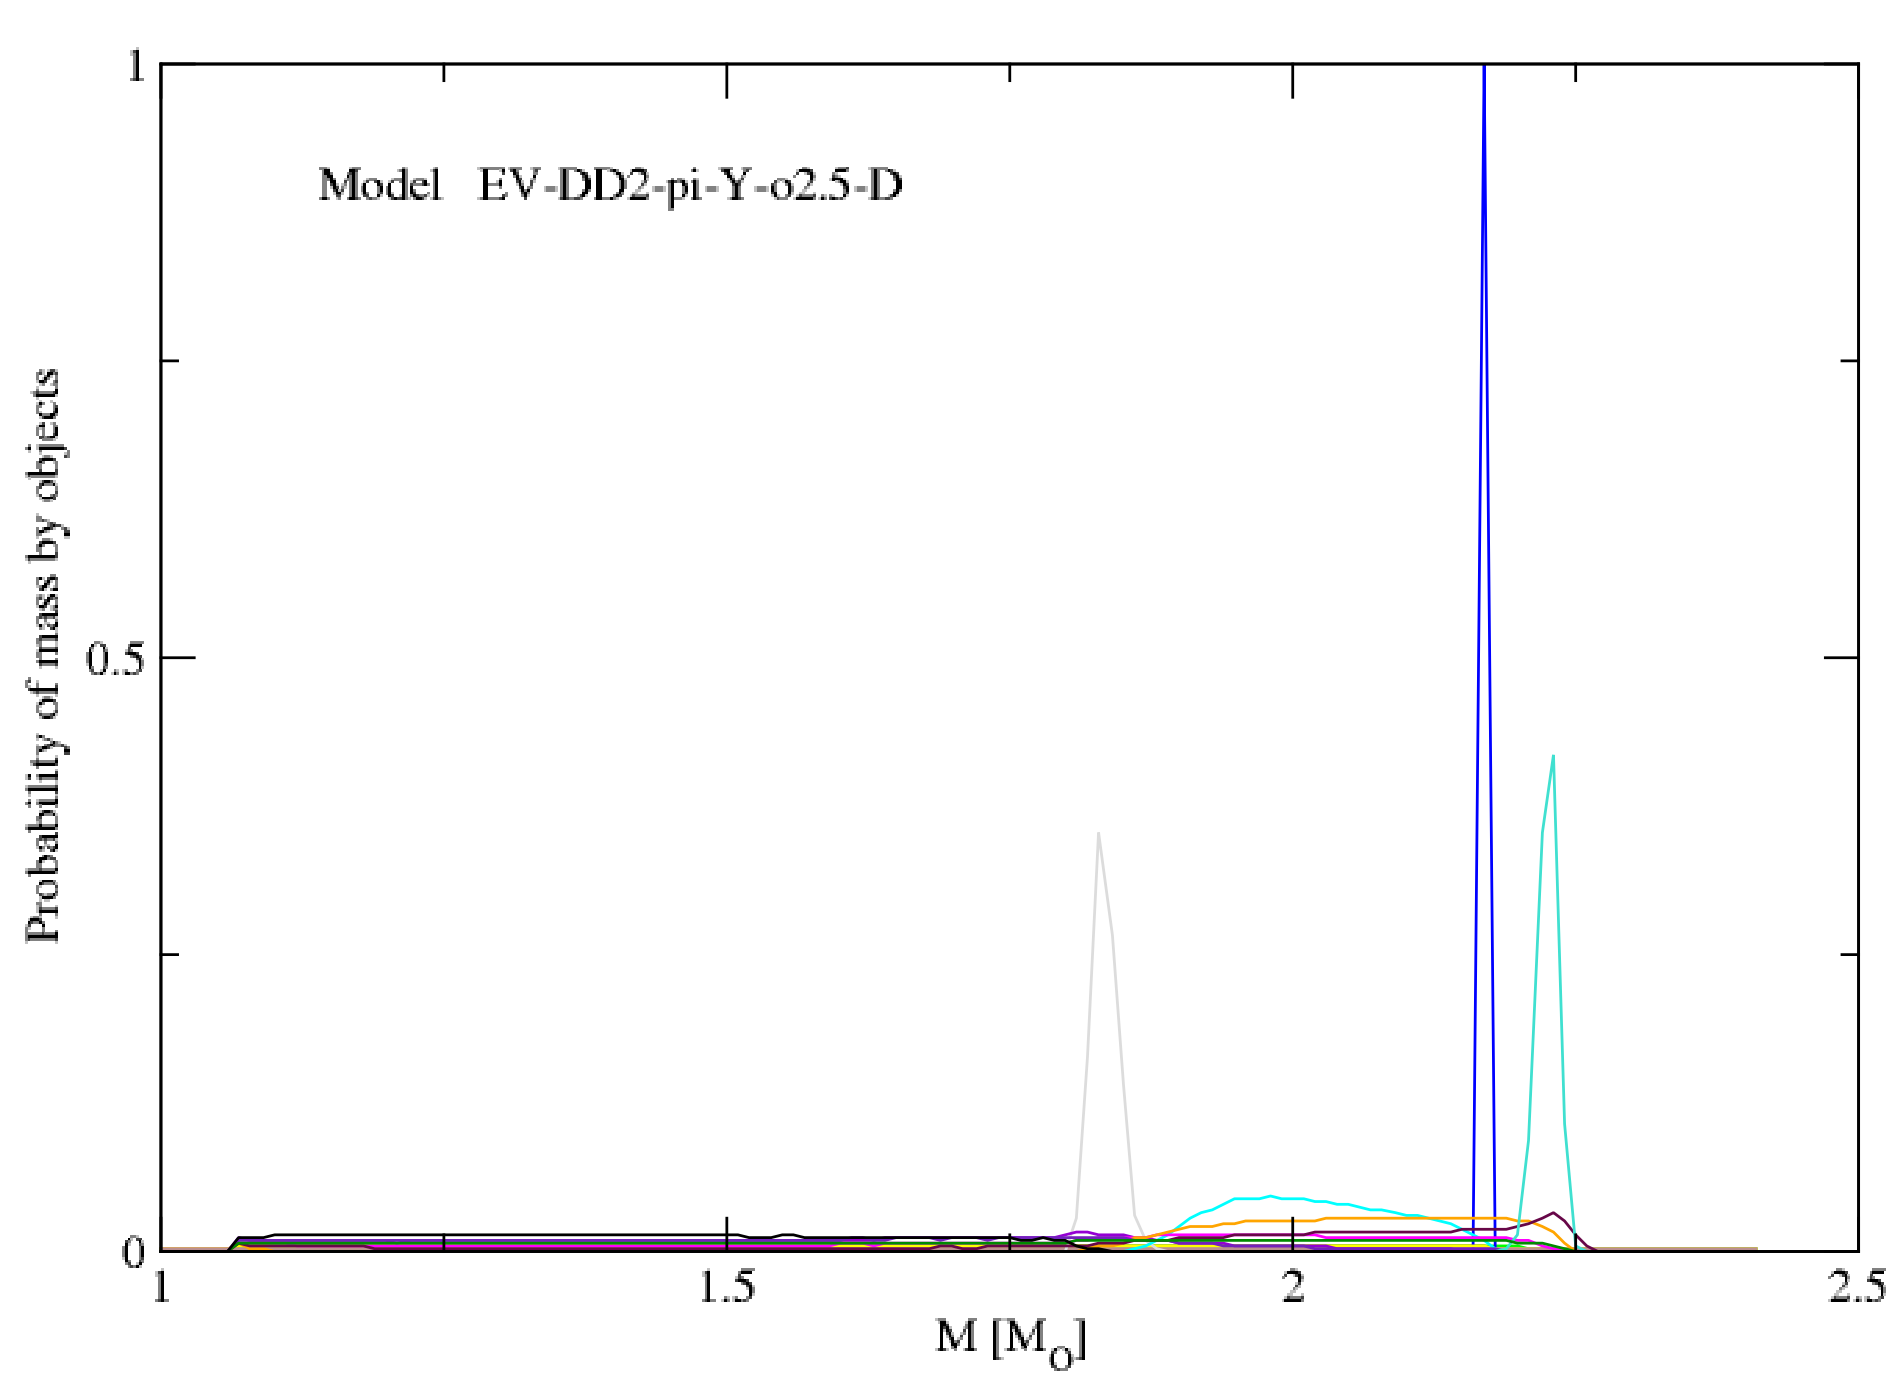 1
Model EV-DD2-pi-Y-o2.5-D
Probability of mass by objects
0.5
0
1 1.5 2 2.5
M [M_O]